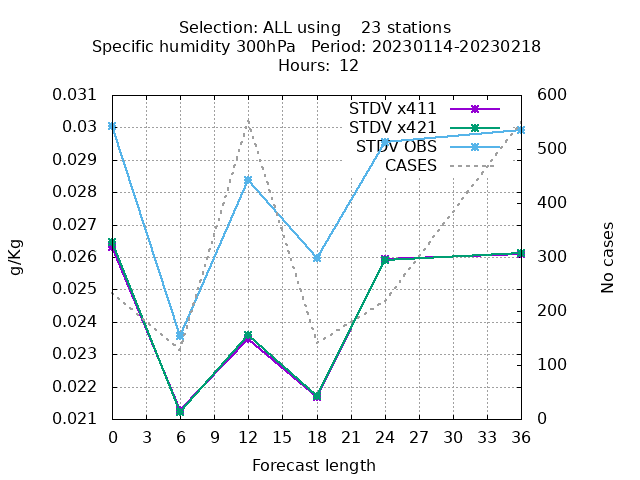 Selection: ALL using    23 stations
Specific humidity 300hPa   Period: 20230114-20230218
Hours: 12
0.031
0.03
0.029
0.028
0.027
0.026
0.025
0.024
0.023
0.022
0.021
g/Kg
STDV x411
STDV x421
STDV OBS
CASES
600
500
400
300
200
100
0
No cases
0 3 6 9 12 15 18 21 24 27 30 33 36
Forecast length